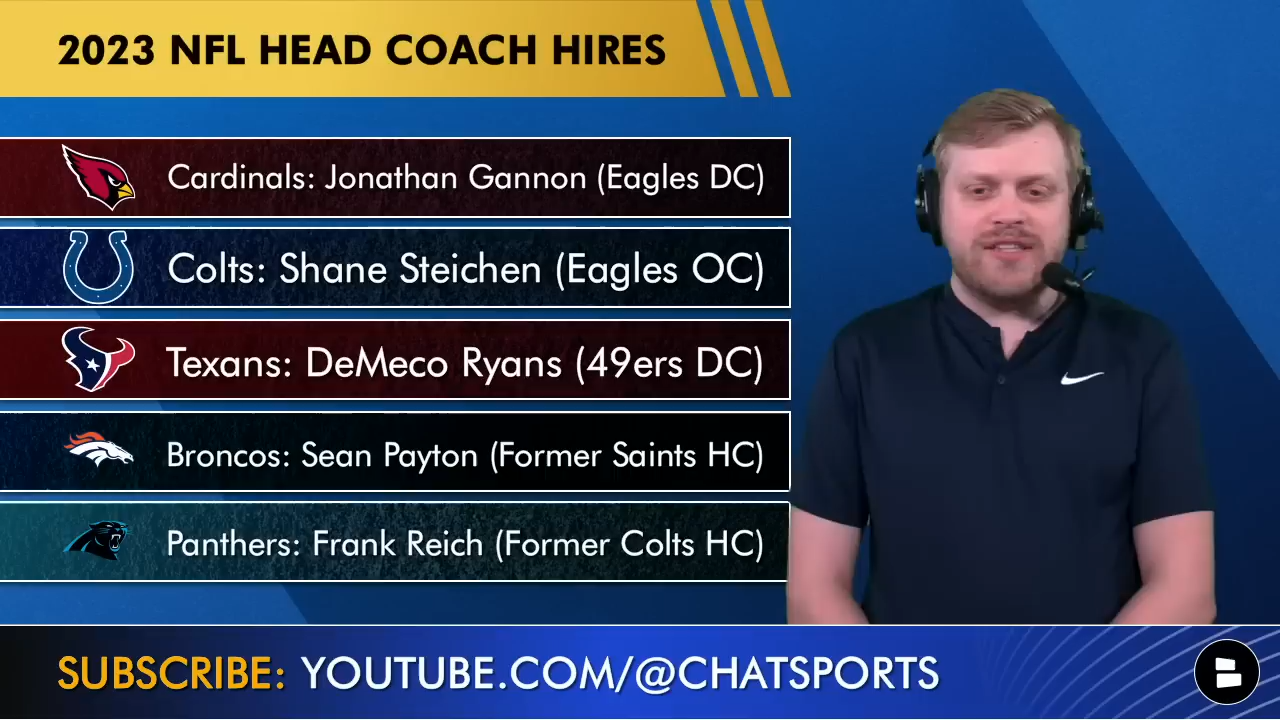 2023 NFL HEAD COACH HIRES
Cardinals: Jonathan Gannon (Eagles DC)
Colts: Shane Steichen (Eagles OC)
Texans: DeMeco Ryans (49ers DC)
Broncos: Sean Payton (Former Saints HC)
Panthers: Frank Reich (Former Colts HC)
SUBSCRIBE: YOUTUBE.COM/@CHATSPORTS